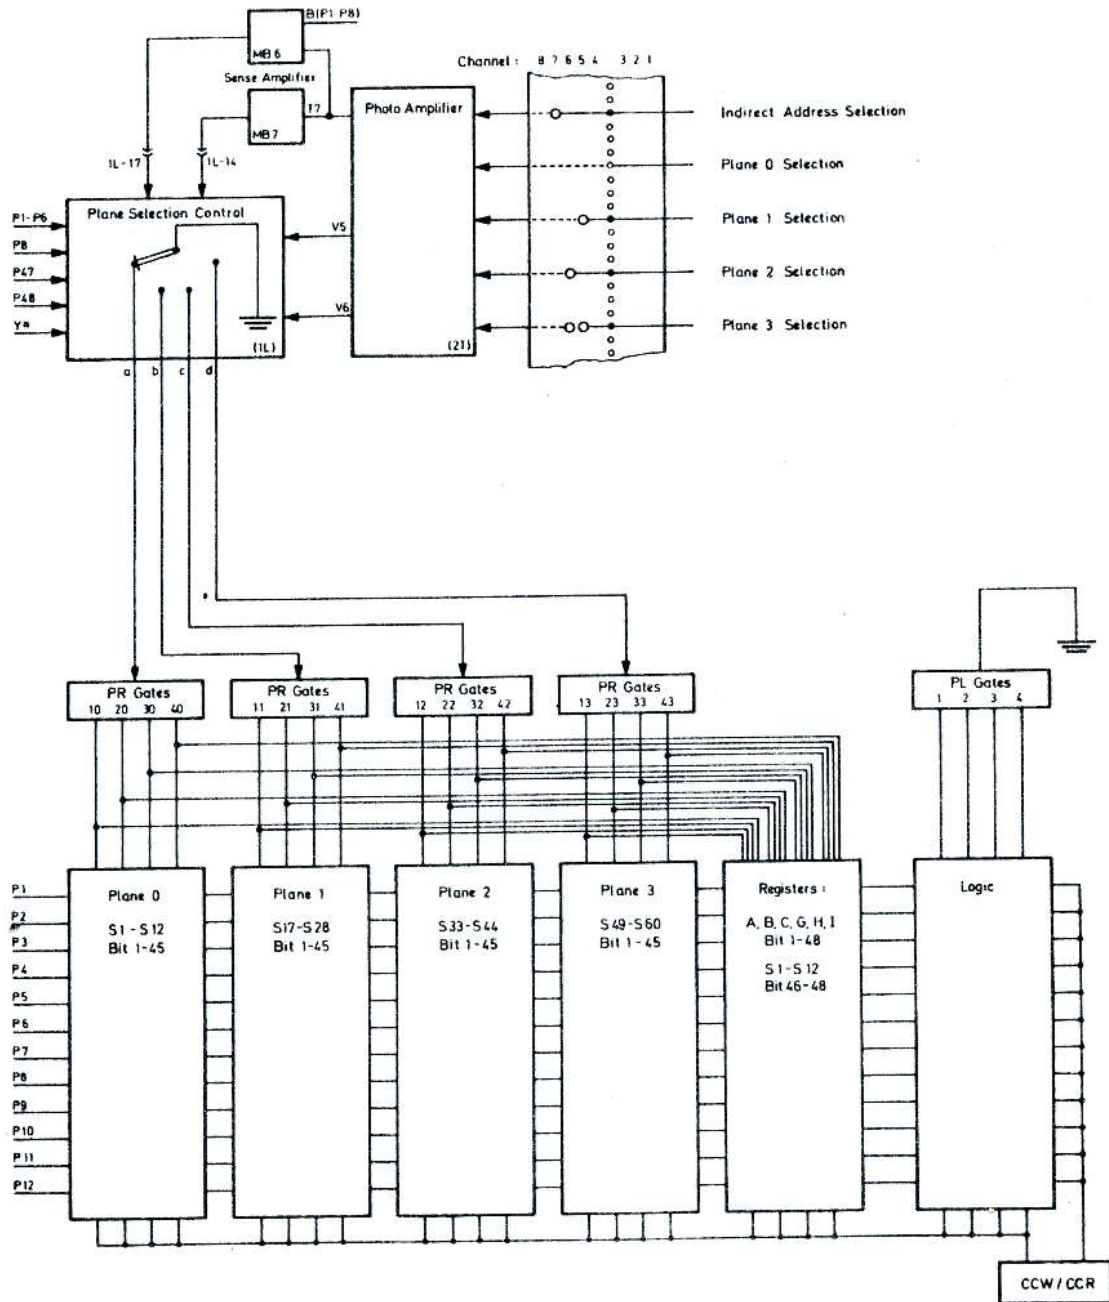 B(P1-P8)
MB6
Sense Amplifier
MB7
T7
1L-17
1L-14
Photo Amplifier
(2T)
Channel : 8 7 6 5 4 3 2 1
Indirect Address Selection
Plane 0 Selection
Plane 1 Selection
Plane 2 Selection
Plane 3 Selection
P1-P6
P8
P47
P48
Plane Selection Control
(1L)
V5
V6
a b c d
PR Gates
10 20 30 40
PR Gates
11 21 31 41
PR Gates
12 22 32 42
PR Gates
13 23 33 43
PL Gates
1 2 3 4
P1
P2
P3
P4
P5
P6
P7
P8
P9
P10
P11
P12
Plane 0
S1-S12
Bit 1-45
Plane 1
S17-S28
Bit 1-45
Plane 2
S33-S44
Bit 1-45
Plane 3
S49-S60
Bit 1-45
Registers :
A, B, C, G, H, I
Bit 1-48
S1-S12
Bit 46-48
Logic
CCW/CCR